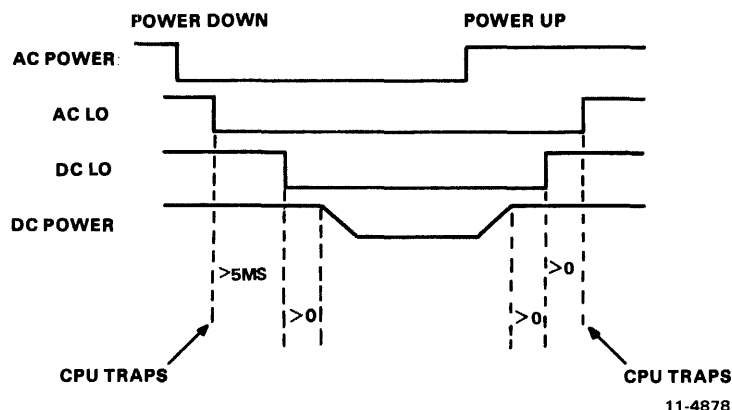 POWER DOWN POWER UP
AC POWER
AC LO
DC LO
DC POWER
>5MS >0
>0 >0
CPU TRAPS CPU TRAPS
11-4878